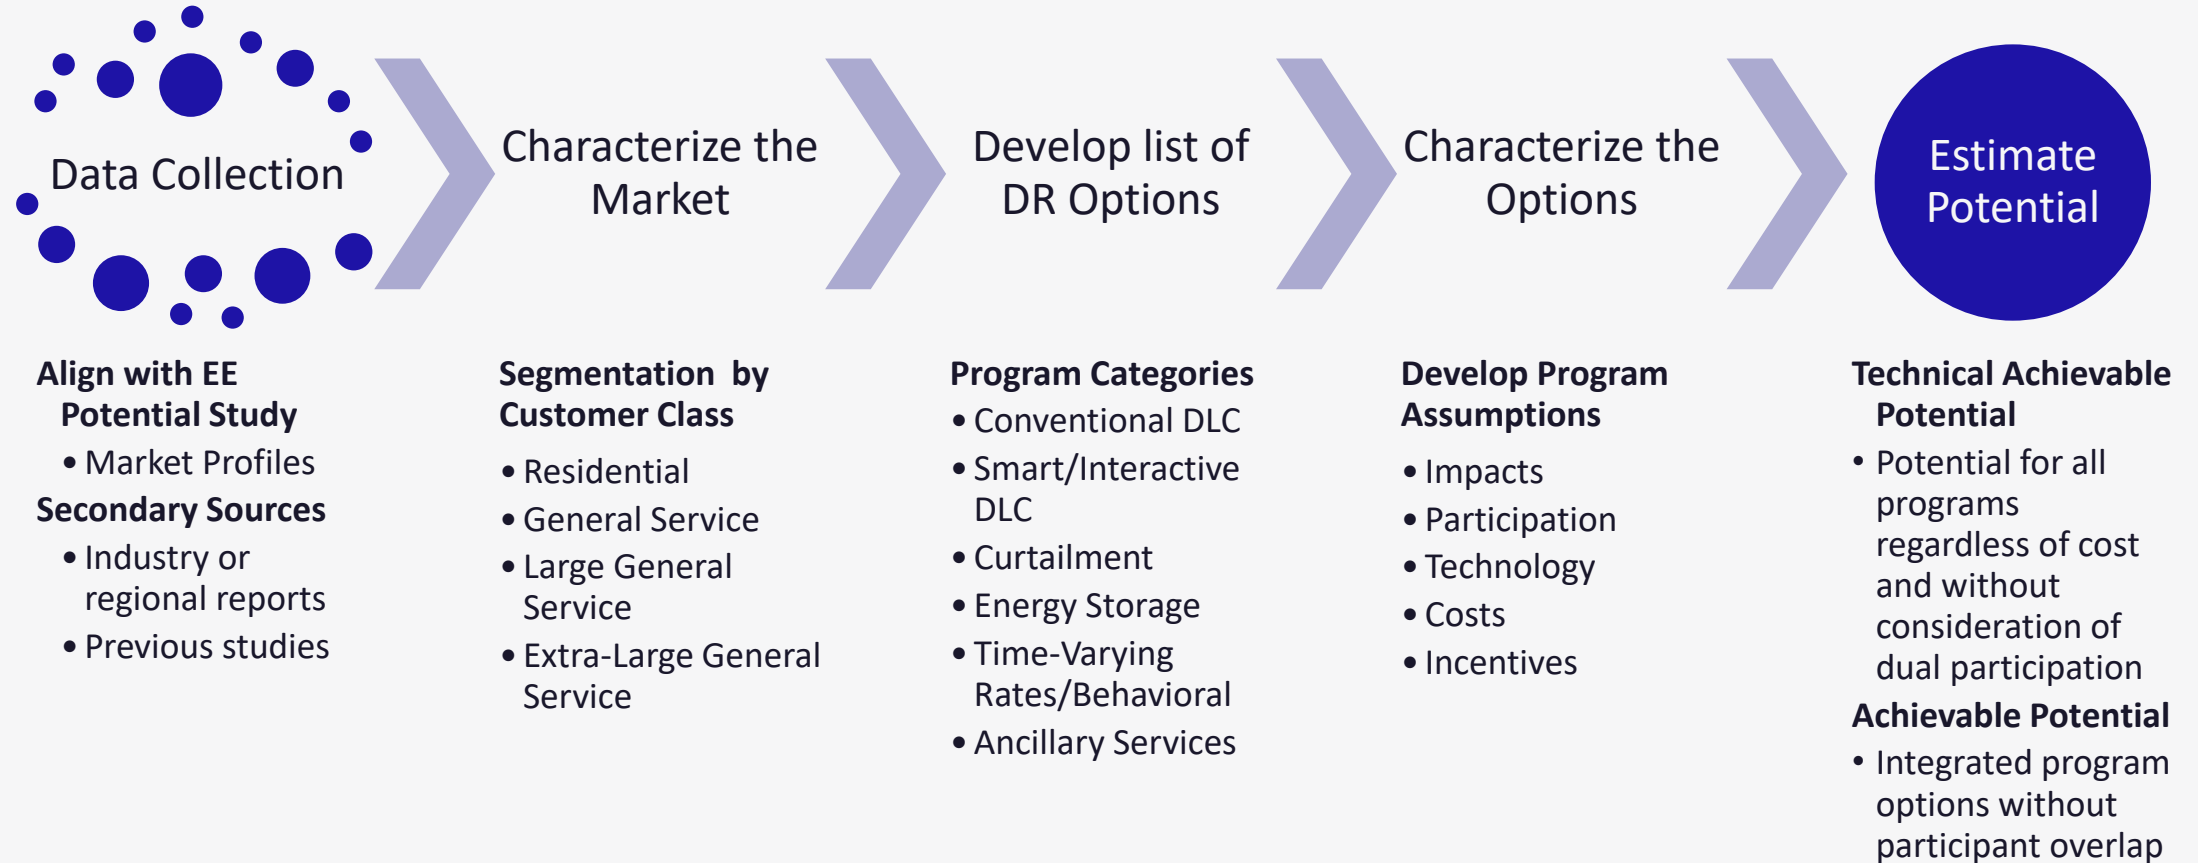 Data Collection
Characterize the
Market
Develop list of
DR Options
Characterize the
Options
Estimate
Potential
Align with EE
Potential Study
• Market Profiles
Secondary Sources
• Industry or
regional reports
• Previous studies
Segmentation by
Customer Class
• Residential
• General Service
• Large General
Service
• Extra-Large General
Service
Program Categories
• Conventional DLC
• Smart/Interactive
DLC
• Curtailment
• Energy Storage
• Time-Varying
Rates/Behavioral
• Ancillary Services
Develop Program
Assumptions
• Impacts
• Participation
• Technology
• Costs
• Incentives
Technical Achievable
Potential
• Potential for all
programs
regardless of cost
and without
consideration of
dual participation
Achievable Potential
• Integrated program
options without
participant overlap